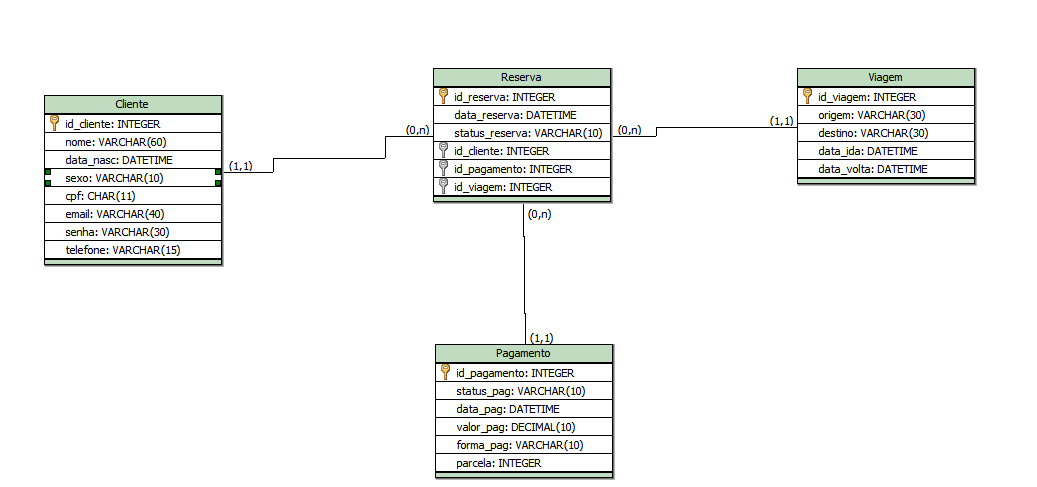 Cliente
id_cliente: INTEGER
nome: VARCHAR(60)
data_nasc: DATETIME
sexo: VARCHAR(10)
cpf: CHAR(11)
email: VARCHAR(40)
senha: VARCHAR(30)
telefone: VARCHAR(15)
(1,1)
(0,n)
Reserva
id_reserva: INTEGER
data_reserva: DATETIME
status_reserva: VARCHAR(10)
id_cliente: INTEGER
id_pagamento: INTEGER
id_viagem: INTEGER
(0,n)
(1,1)
Viagem
id_viagem: INTEGER
origem: VARCHAR(30)
destino: VARCHAR(30)
data_ida: DATETIME
data_volta: DATETIME
(0,n)
(1,1)
Pagamento
id_pagamento: INTEGER
status_pag: VARCHAR(10)
data_pag: DATETIME
valor_pag: DECIMAL(10)
forma_pag: VARCHAR(10)
parcela: INTEGER